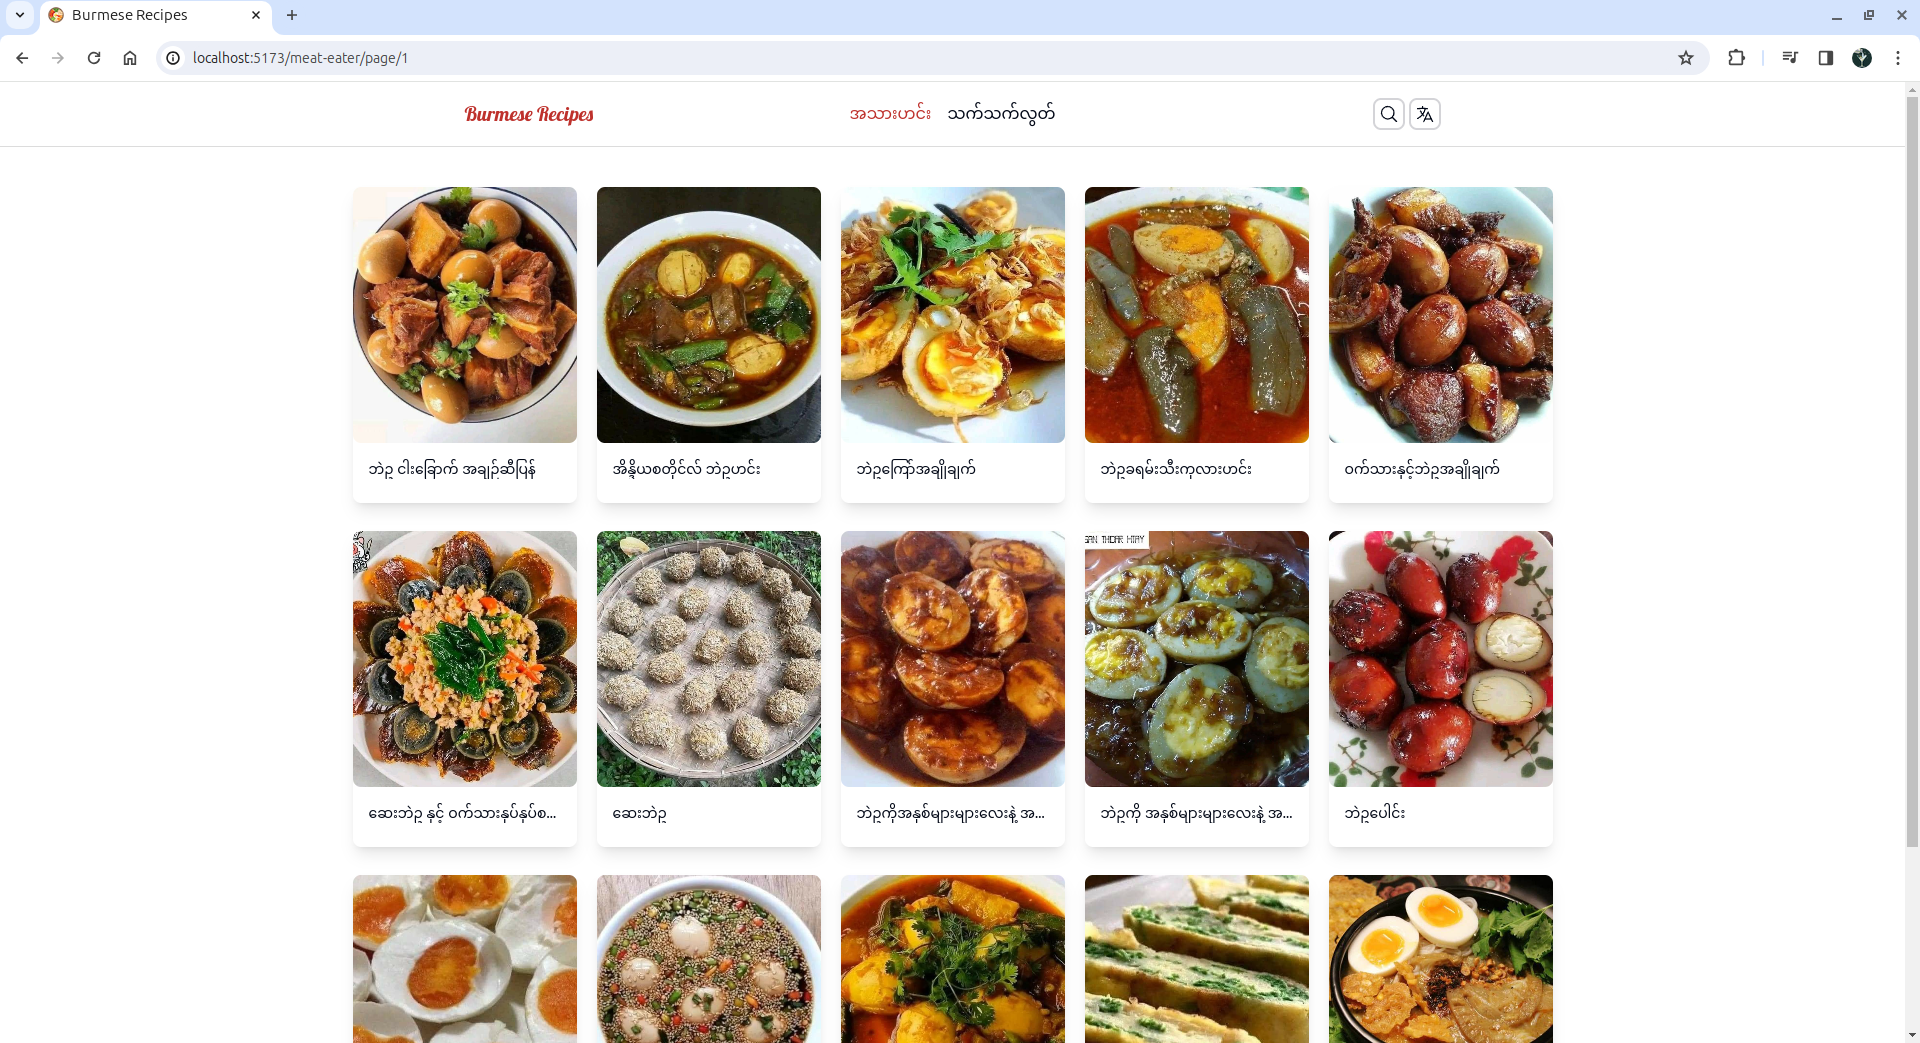 Burmese Recipes
localhost:5173/meat-eater/page/1
Burmese Recipes
အသားဟင်း
သက်သက်လွတ်
ဘဲဥ ငါးခြောက် အချဉ်ဆီပြန်
အိန္ဒိယစတိုင်လ် ဘဲဥဟင်း
ဘဲဥကြော်အချိုချက်
ဘဲဥခရမ်းသီးကုလားဟင်း
ဝက်သားနှင့်ဘဲဥအချိုချက်
SAN THIDAR HTAY
ဆေးဘဲဥ နှင့် ဝက်သားနုပ်နုပ်စ...
ဆေးဘဲဥ
ဘဲဥကိုအနှစ်များများလေးနဲ့ အ...
ဘဲဥကို အနှစ်များများလေးနဲ့ အ...
ဘဲဥပေါင်း